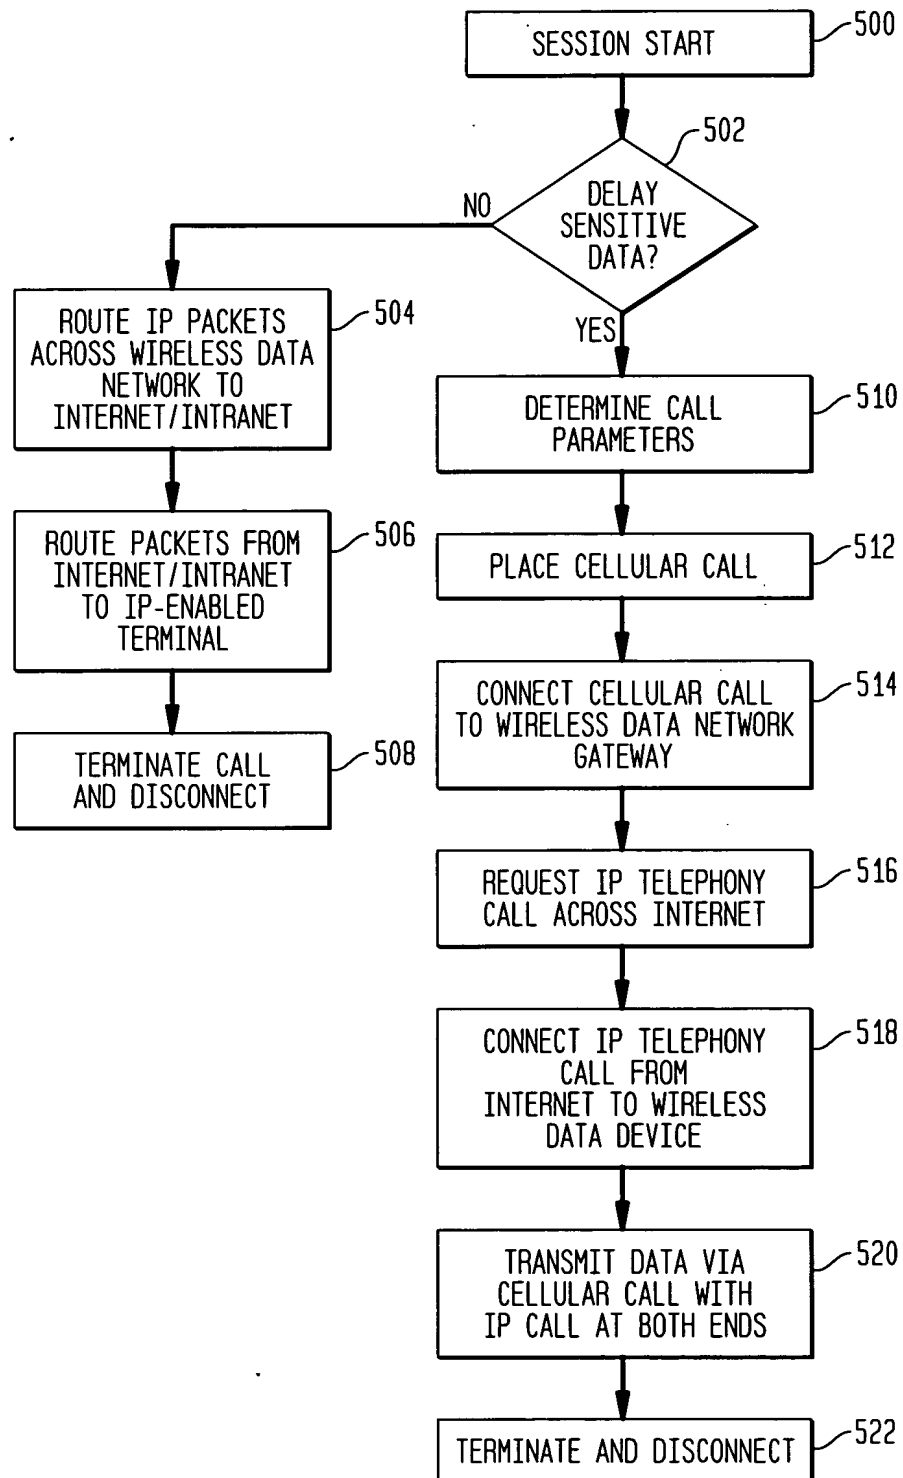 SESSION START
500
502
DELAY
SENSITIVE
DATA?
NO
YES
ROUTE IP PACKETS
ACROSS WIRELESS DATA
NETWORK TO
INTERNET/INTRANET
504
ROUTE PACKETS FROM
INTERNET/INTRANET
TO IP-ENABLED
TERMINAL
506
TERMINATE CALL
AND DISCONNECT
508
DETERMINE CALL
PARAMETERS
510
PLACE CELLULAR CALL
512
CONNECT CELLULAR CALL
TO WIRELESS DATA NETWORK
GATEWAY
514
REQUEST IP TELEPHONY
CALL ACROSS INTERNET
516
CONNECT IP TELEPHONY
CALL FROM
INTERNET TO WIRELESS
DATA DEVICE
518
TRANSMIT DATA VIA
CELLULAR CALL WITH
IP CALL AT BOTH ENDS
520
TERMINATE AND DISCONNECT
522